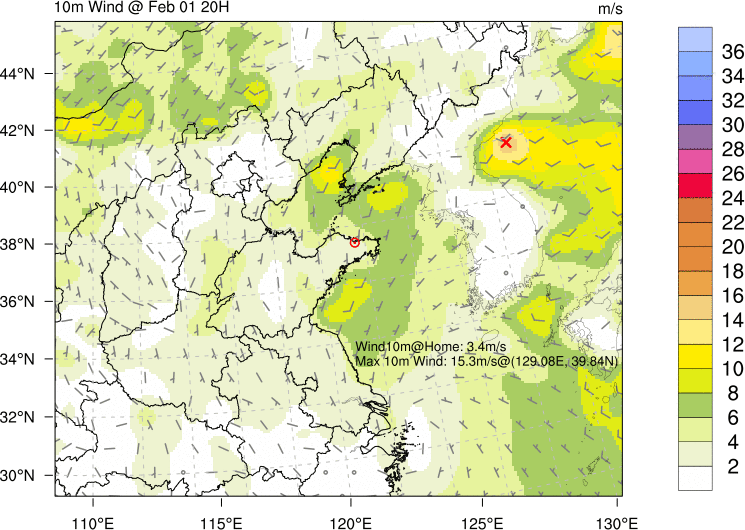 10m Wind @ Feb 01 20H
m/s
44°N
42°N
40°N
38°N
36°N
34°N
32°N
30°N
110°E
115°E
120°E
125°E
130°E
Wind10m@Home: 3.4m/s
Max 10m Wind: 15.3m/s@(129.08E, 39.84N)
36
34
32
30
28
26
24
22
20
18
16
14
12
10
8
6
4
2